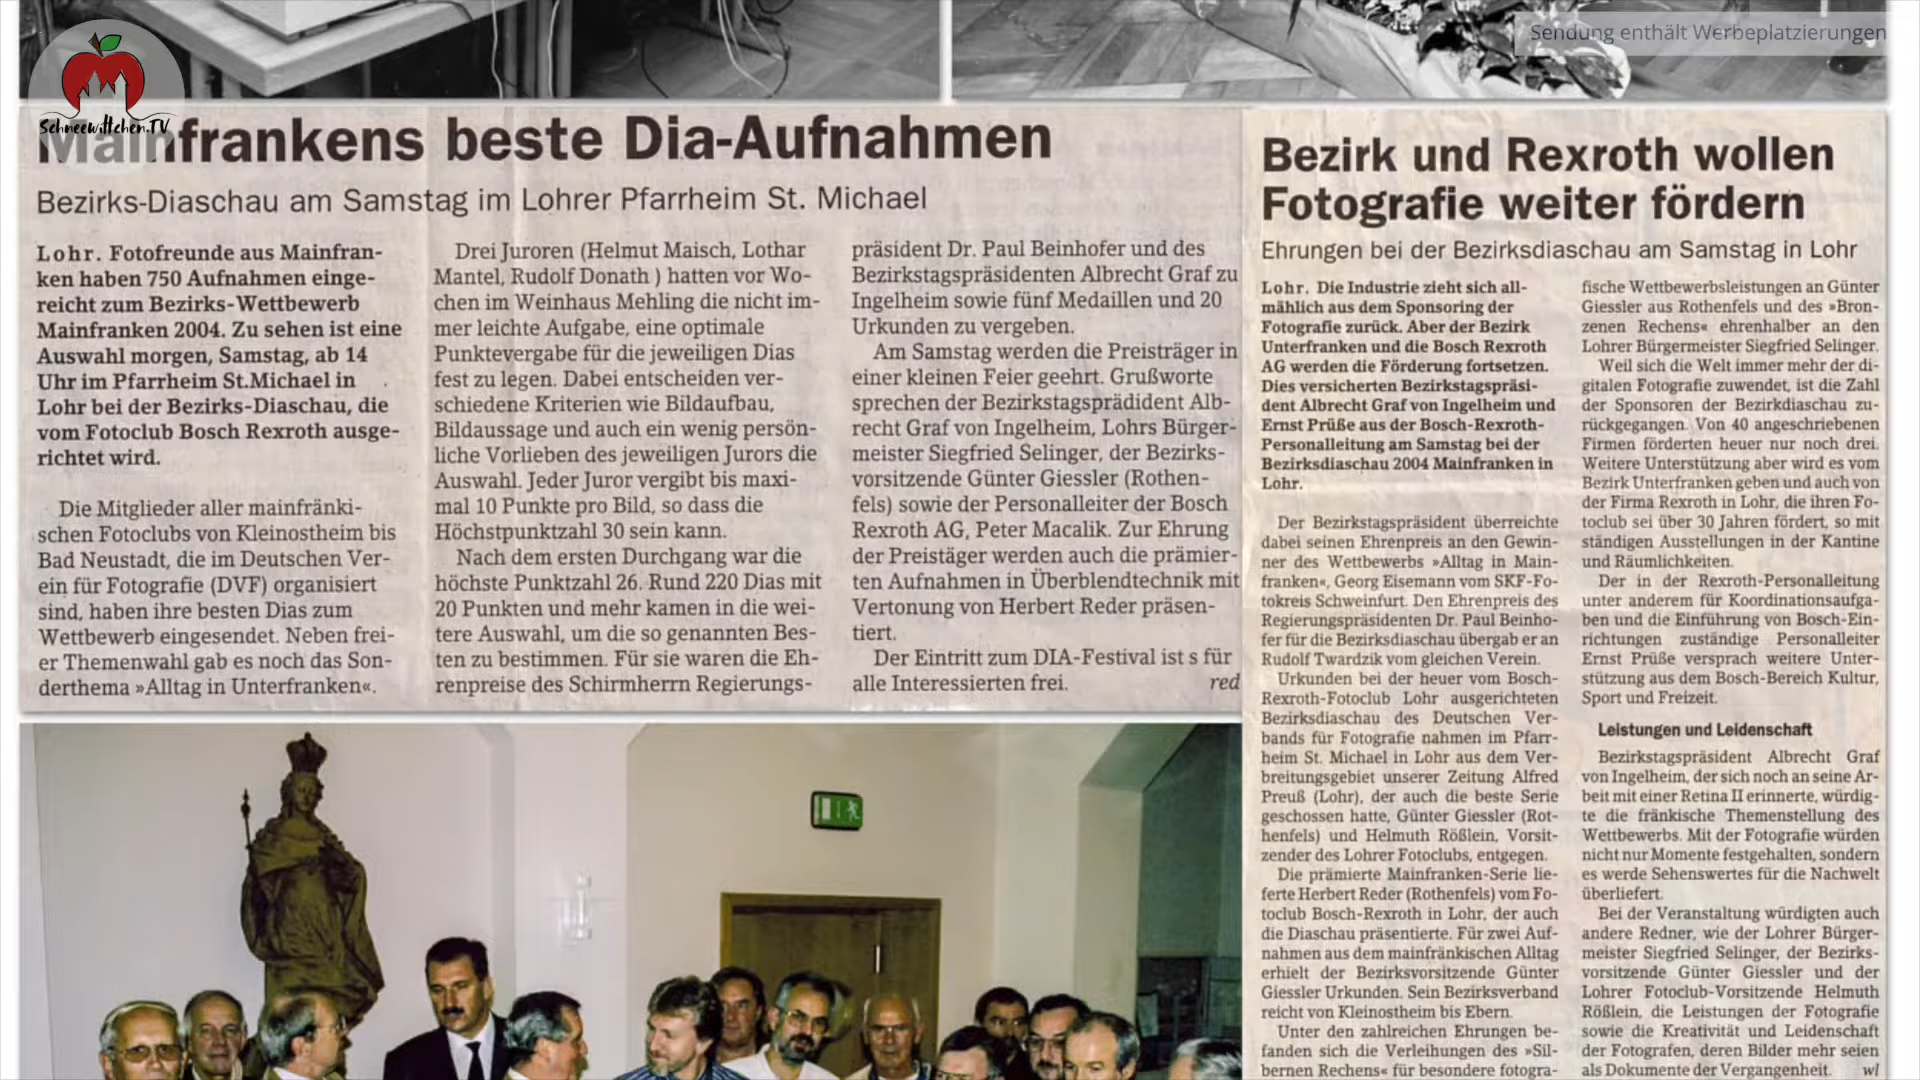 Sendung enthält Werbeplatzierungen
Schneewittchen.TV
Mainfrankens beste Dia-Aufnahmen
Bezirks-Diaschau am Samstag im Lohrer Pfarrheim St. Michael
Lohr. Fotofreunde aus Mainfran-
ken haben 750 Aufnahmen einge-
reicht zum Bezirks-Wettbewerb
Mainfranken 2004. Zu sehen ist eine
Auswahl morgen, Samstag, ab 14
Uhr im Pfarrheim St.Michael in
Lohr bei der Bezirks-Diaschau, die
vom Fotoclub Bosch Rexroth ausge-
richtet wird.
Die Mitglieder aller mainfränki-
schen Fotoclubs von Kleinostheim bis
Bad Neustadt, die im Deutschen Ver-
ein für Fotografie (DVF) organisiert
sind, haben ihre besten Dias zum
Wettbewerb eingesendet. Neben frei-
er Themenwahl gab es noch das Son-
derthema »Alltag in Unterfranken«.
Drei Juroren (Helmut Maisch, Lothar
Mantel, Rudolf Donath ) hatten vor Wo-
chen im Weinhaus Mehling die nicht im-
mer leichte Aufgabe, eine optimale
Punktevergabe für die jeweiligen Dias
fest zu legen. Dabei entscheiden ver-
schiedene Kriterien wie Bildaufbau,
Bildaussage und auch ein wenig persön-
liche Vorlieben des jeweiligen Jurors die
Auswahl. Jeder Juror vergibt bis maxi-
mal 10 Punkte pro Bild, so dass die
Höchstpunktzahl 30 sein kann.
Nach dem ersten Durchgang war die
höchste Punktzahl 26. Rund 220 Dias mit
20 Punkten und mehr kamen in die wei-
tere Auswahl, um die so genannten Bes-
ten zu bestimmen. Für sie waren die Eh-
renpreise des Schirmherrn Regierungs-
präsident Dr. Paul Beinhofer und des
Bezirkstagspräsidenten Albrecht Graf zu
Ingelheim sowie fünf Medaillen und 20
Urkunden zu vergeben.
Am Samstag werden die Preisträger in
einer kleinen Feier geehrt. Grußworte
sprechen der Bezirkstagsprädident Alb-
recht Graf von Ingelheim, Lohrs Bürger-
meister Siegfried Selinger, der Bezirks-
vorsitzende Günter Giessler (Rothen-
fels) sowie der Personalleiter der Bosch
Rexroth AG, Peter Macalik. Zur Ehrung
der Preistäger werden auch die prämier-
ten Aufnahmen in Überblendtechnik mit
Vertonung von Herbert Reder präsen-
tiert.
Der Eintritt zum DIA-Festival ist s für
alle Interessierten frei. red
Bezirk und Rexroth wollen
Fotografie weiter fördern
Ehrungen bei der Bezirksdiaschau am Samstag in Lohr
Lohr. Die Industrie zieht sich all-
mählich aus dem Sponsoring der
Fotografie zurück. Aber der Bezirk
Unterfranken und die Bosch Rexroth
AG werden die Förderung fortsetzen.
Dies versicherten Bezirkstagspräsi-
dent Albrecht Graf von Ingelheim und
Ernst Prüße aus der Bosch-Rexroth-
Personalleitung am Samstag bei der
Bezirksdiaschau 2004 Mainfranken in
Lohr.
Der Bezirkstagspräsident überreichte
dabei seinen Ehrenpreis an den Gewin-
ner des Wettbewerbs »Alltag in Main-
franken«, Georg Eisemann vom SKF-Fo-
tokreis Schweinfurt. Den Ehrenpreis des
Regierungspräsidenten Dr. Paul Beinho-
fer für die Bezirksdiaschau übergab er an
Rudolf Twardzik vom gleichen Verein.
Urkunden bei der heuer vom Bosch-
Rexroth-Fotoclub Lohr ausgerichteten
Bezirksdiaschau des Deutschen Ver-
bands für Fotografie nahmen im Pfarr-
heim St. Michael in Lohr aus dem Ver-
breitungsgebiet unserer Zeitung Alfred
Preuß (Lohr), der auch die beste Serie
geschossen hatte, Günter Giessler (Rot-
henfels) und Helmuth Rößlein, Vorsit-
zender des Lohrer Fotoclubs, entgegen.
Die prämierte Mainfranken-Serie lie-
ferte Herbert Reder (Rothenfels) vom Fo-
toclub Bosch-Rexroth in Lohr, der auch
die Diaschau präsentierte. Für zwei Auf-
nahmen aus dem mainfränkischen Alltag
erhielt der Bezirksvorsitzende Günter
Giessler Urkunden. Sein Bezirksverband
reicht von Kleinostheim bis Ebern.
Unter den zahlreichen Ehrungen be-
fanden sich die Verleihungen des »Sil-
bernen Rechens« für besondere fotogra-
fische Wettbewerbsleistungen an Günter
Giessler aus Rothenfels und des »Bron-
zenen Rechens« ehrenhalber an den
Lohrer Bürgermeister Siegfried Selinger.
Weil sich die Welt immer mehr der di-
gitalen Fotografie zuwendet, ist die Zahl
der Sponsoren der Bezirkdiaschau zu-
rückgegangen. Von 40 angeschriebenen
Firmen förderten heuer nur noch drei.
Weitere Unterstützung aber wird es vom
Bezirk Unterfranken geben und auch von
der Firma Rexroth in Lohr, die ihren Fo-
toclub sei über 30 Jahren fördert, so mit
ständigen Ausstellungen in der Kantine
und Räumlichkeiten.
Der in der Rexroth-Personalleitung
unter anderem für Koordinationsaufga-
ben und die Einführung von Bosch-Ein-
richtungen zuständige Personalleiter
Ernst Prüße versprach weitere Unter-
stützung aus dem Bosch-Bereich Kultur,
Sport und Freizeit.
Leistungen und Leidenschaft
Bezirkstagspräsident Albrecht Graf
von Ingelheim, der sich noch an seine Ar-
beit mit einer Retina II erinnerte, würdig-
te die fränkische Themenstellung des
Wettbewerbs. Mit der Fotografie würden
nicht nur Momente festgehalten, sondern
es werde Sehenswertes für die Nachwelt
überliefert.
Bei der Veranstaltung würdigten auch
andere Redner, wie der Lohrer Bürger-
meister Siegfried Selinger, der Bezirks-
vorsitzende Günter Giessler und der
Lohrer Fotoclub-Vorsitzende Helmuth
Rößlein, die Leistungen der Fotografie
sowie die Kreativität und Leidenschaft
der Fotografen, deren Bilder mehr seien
als Dokumente der Vergangenheit. wl